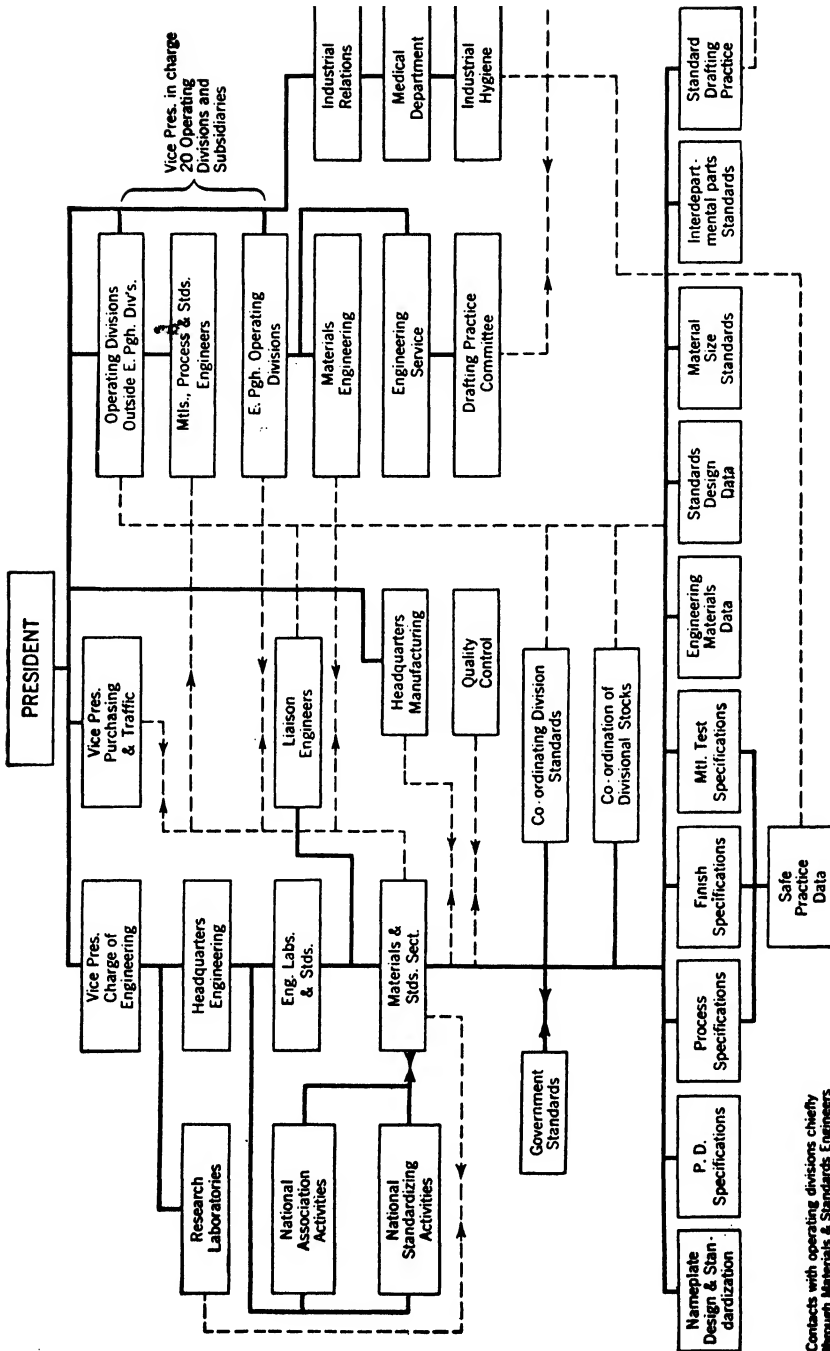 PRESIDENT
Vice Pres.
Charge of
Engineering
Vice Pres.
Purchasing
& Traffic
Vice Pres. in charge
20 Operating
Divisions and
Subsidiaries
Operating Divisions
Outside E. Pgh. Div's.
Industrial
Relations
Research
Laboratories
Headquarters
Engineering
Mtls., Process & Stds.
Engineers
Medical
Department
National
Association
Activities
Eng. Labs.
& Stds.
Liaison
Engineers
E. Pgh. Operating
Divisions
Industrial
Hygiene
National
Standardizing
Activities
Materials &
Stds. Sect.
Headquarters
Manufacturing
Materials
Engineering
Quality
Control
Engineering
Service
Drafting Practice
Committee
Government
Standards
Co-ordinating Division
Standards
Co-ordination of
Divisional Stocks
Nameplate
Design & Stan-
dardization
P. D.
Specifications
Process
Specifications
Finish
Specifications
Mtl. Test
Specifications
Engineering
Materials
Data
Standards
Design
Data
Material
Size
Standards
Interdepart-
mental parts
Standards
Standard
Drafting
Practice
Safe
Practice
Data
Contacts with operating divisions chiefly
through Materials & Standards Engineers